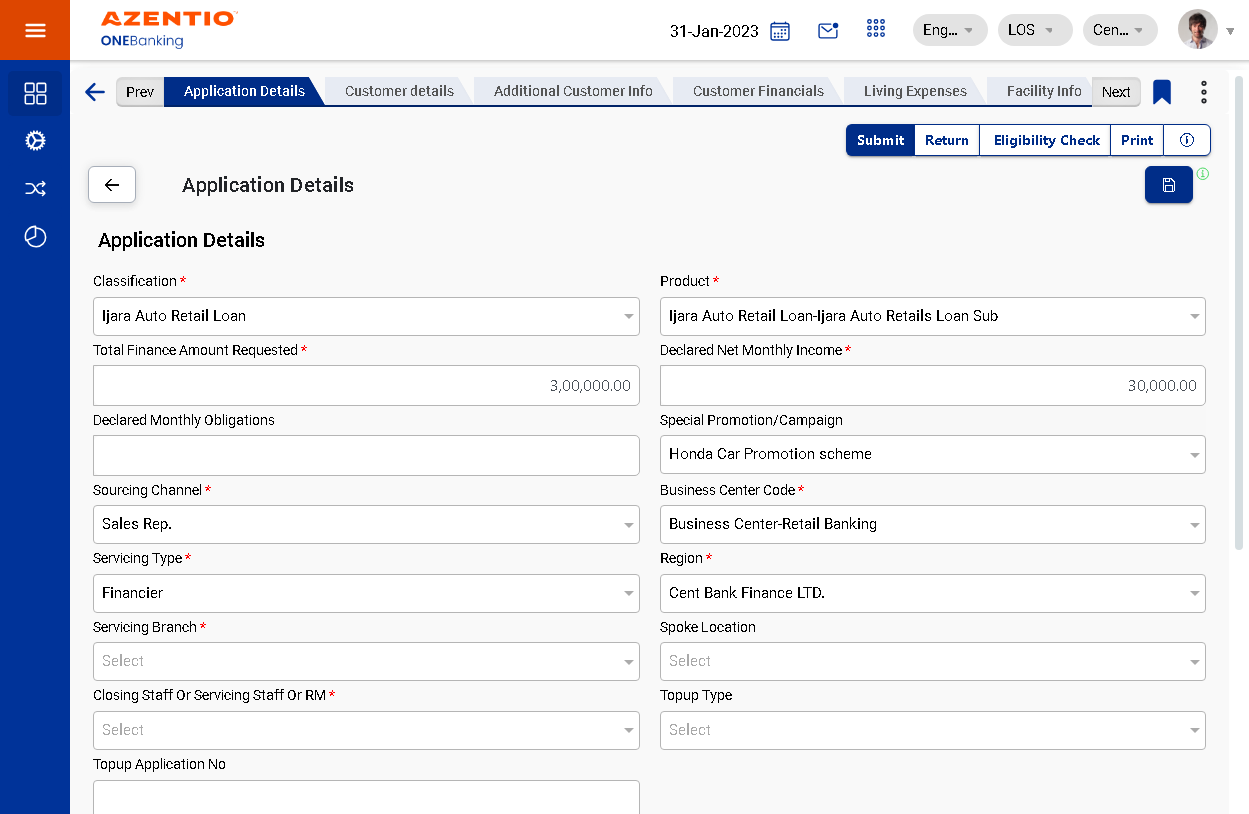 AZENTIO
ONEBanking
31-Jan-2023
Eng...
LOS
Cen...
Prev
Application Details
Customer details
Additional Customer Info
Customer Financials
Living Expenses
Facility Info
Next
Submit
Return
Eligibility Check
Print
Application Details
Application Details
Classification *
Product *
Ijara Auto Retail Loan
Ijara Auto Retail Loan-Ijara Auto Retails Loan Sub
Total Finance Amount Requested *
Declared Net Monthly Income *
3,00,000.00
30,000.00
Declared Monthly Obligations
Special Promotion/Campaign
Honda Car Promotion scheme
Sourcing Channel *
Business Center Code *
Sales Rep.
Business Center-Retail Banking
Servicing Type *
Region *
Financier
Cent Bank Finance LTD.
Servicing Branch *
Spoke Location
Select
Select
Closing Staff Or Servicing Staff Or RM *
Topup Type
Select
Select
Topup Application No